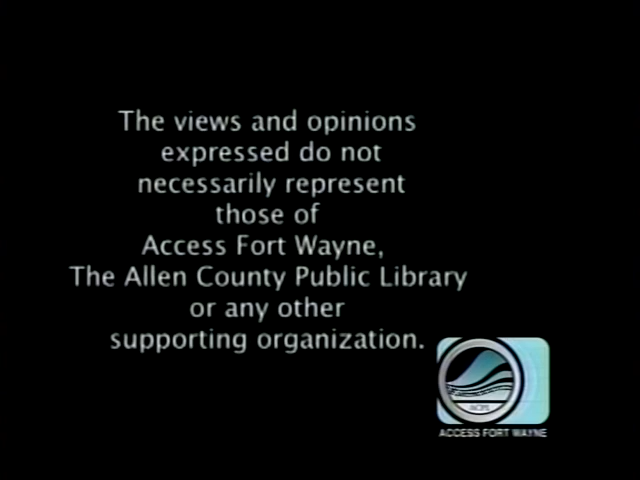 The views and opinions
expressed do not
necessarily represent
those of
Access Fort Wayne,
The Allen County Public Library
or any other
supporting organization.
ACPL
ACCESS FORT WAYNE